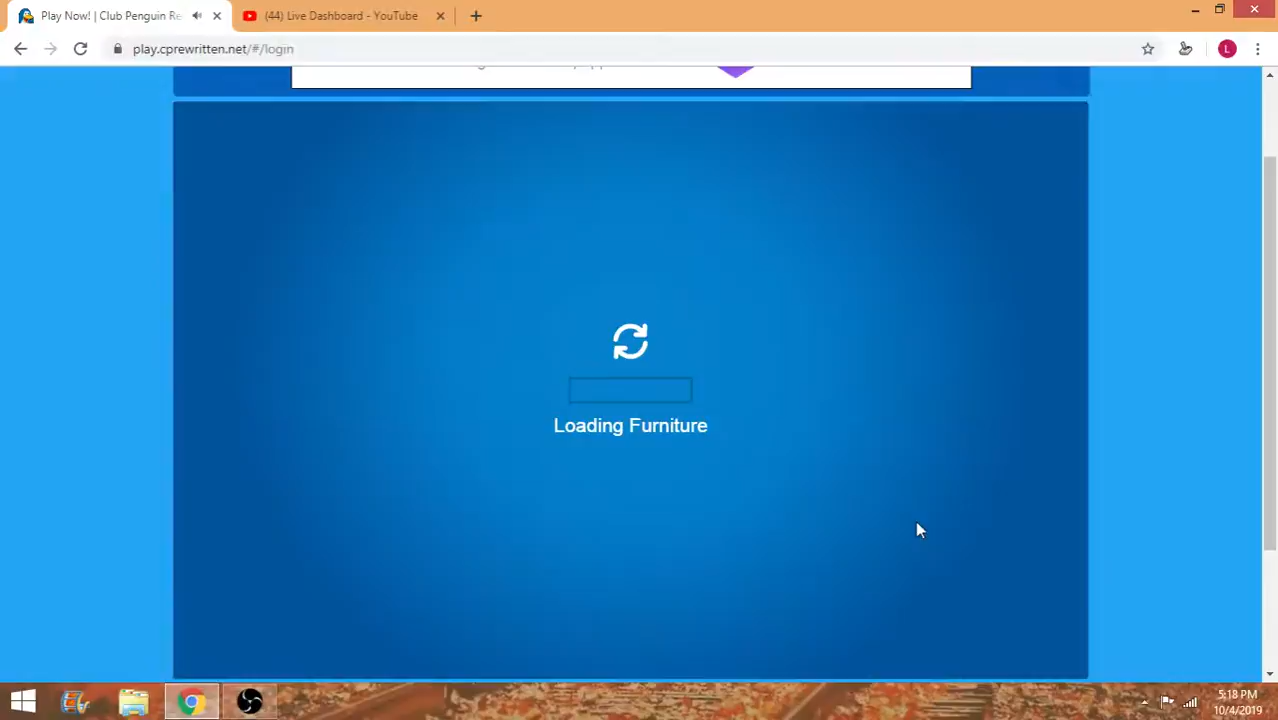 Play Now! | Club Penguin Re
(44) Live Dashboard - YouTube
play.cprewritten.net/#/login
L
Loading Furniture
5:18 PM
10/4/2019